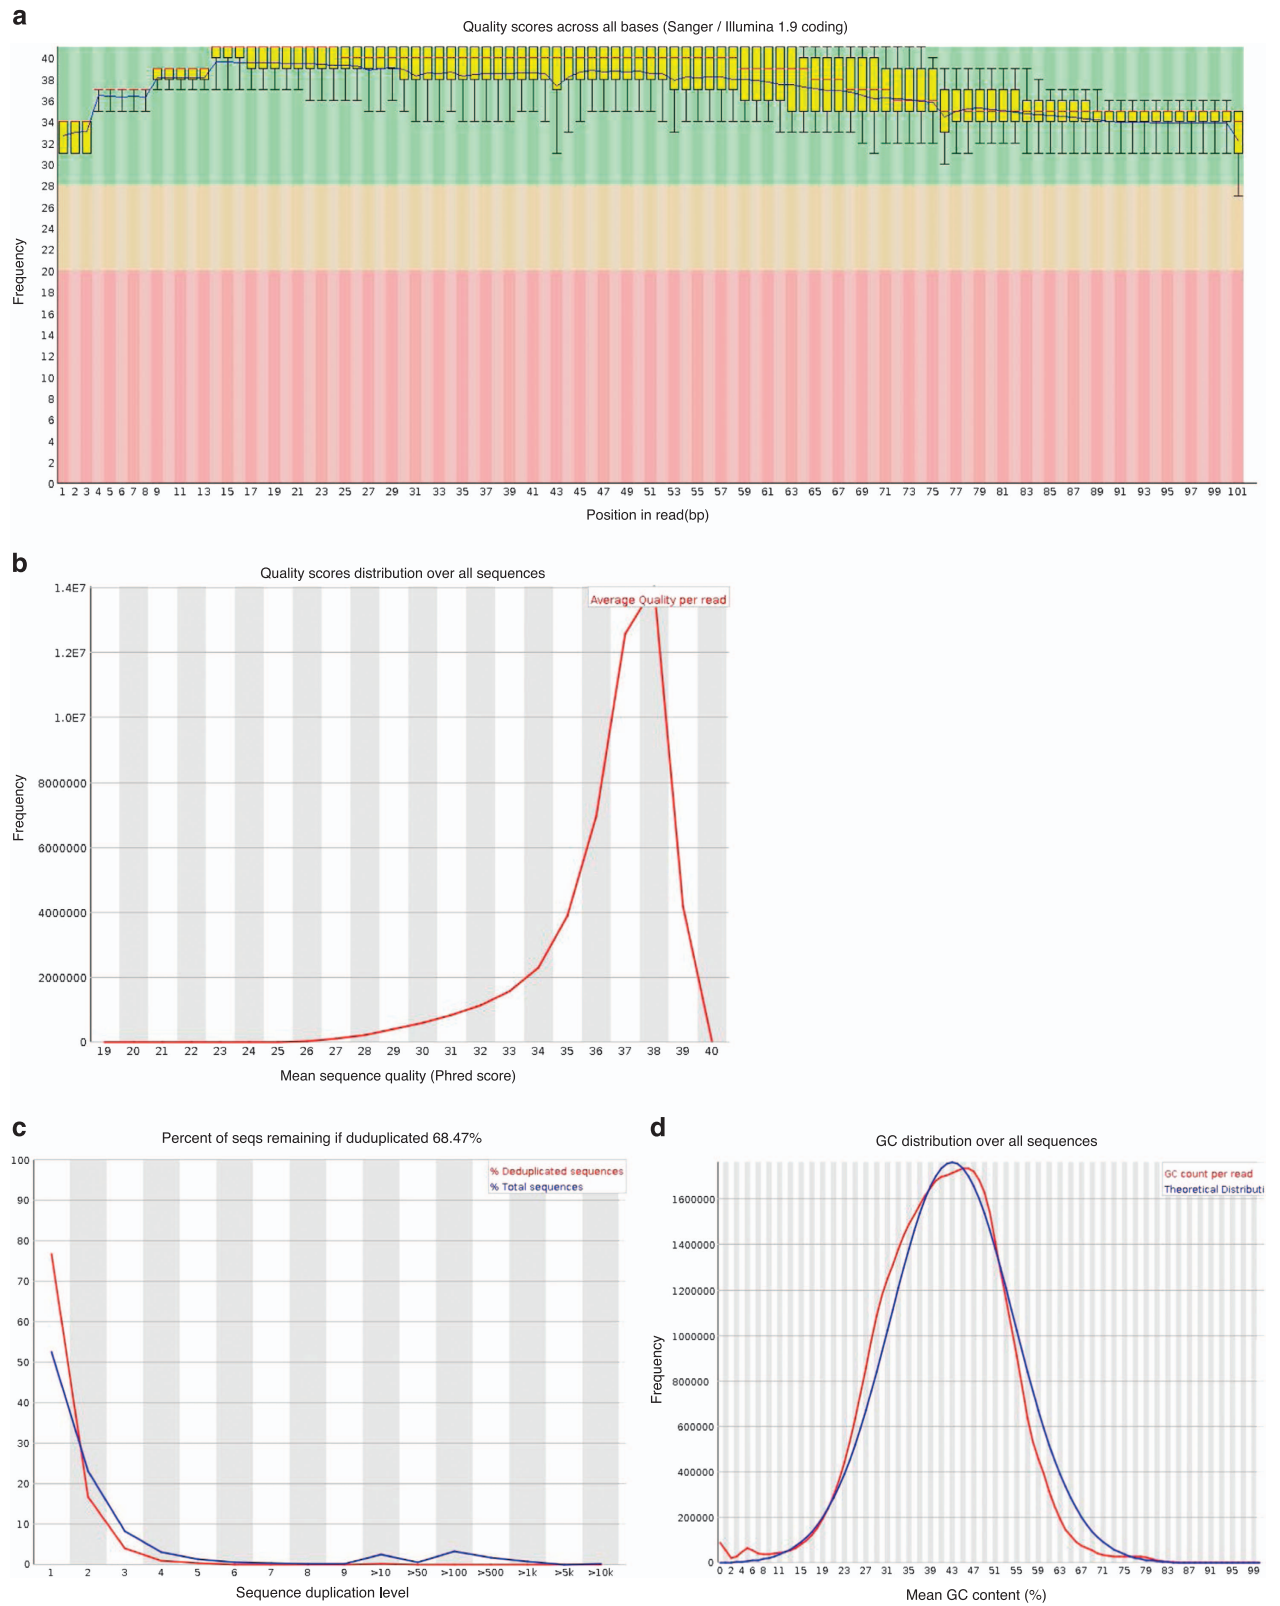 a
Quality scores across all bases (Sanger / Illumina 1.9 coding)
40
38
36
34
32
30
28
26
24
22
20
18
16
14
12
10
8
6
4
2
0
Frequency
1 2 3 4 5 6 7 8 9 11 13 15 17 19 21 23 25 27 29 31 33 35 37 39 41 43 45 47 49 51 53 55 57 59 61 63 65 67 69 71 73 75 77 79 81 83 85 87 89 91 93 95 97 99 101
Position in read(bp)
b
Quality scores distribution over all sequences
Average Quality per read
1.4E7
1.2E7
1.0E7
8000000
6000000
4000000
2000000
0
Frequency
19 20 21 22 23 24 25 26 27 28 29 30 31 32 33 34 35 36 37 38 39 40
Mean sequence quality (Phred score)
c
Percent of seqs remaining if duduplicated 68.47%
% Deduplicated sequences
% Total sequences
100
90
80
70
60
50
40
30
20
10
0
1 2 3 4 5 6 7 8 9 >10 >50 >100 >500 >1k >5k >10k
Sequence duplication level
d
GC distribution over all sequences
GC count per read
Theoretical Distributi
1600000
1400000
1200000
1000000
800000
600000
400000
200000
0
Frequency
0 2 4 6 8 11 15 19 23 27 31 35 39 43 47 51 55 59 63 67 71 75 79 83 87 91 95 99
Mean GC content (%)